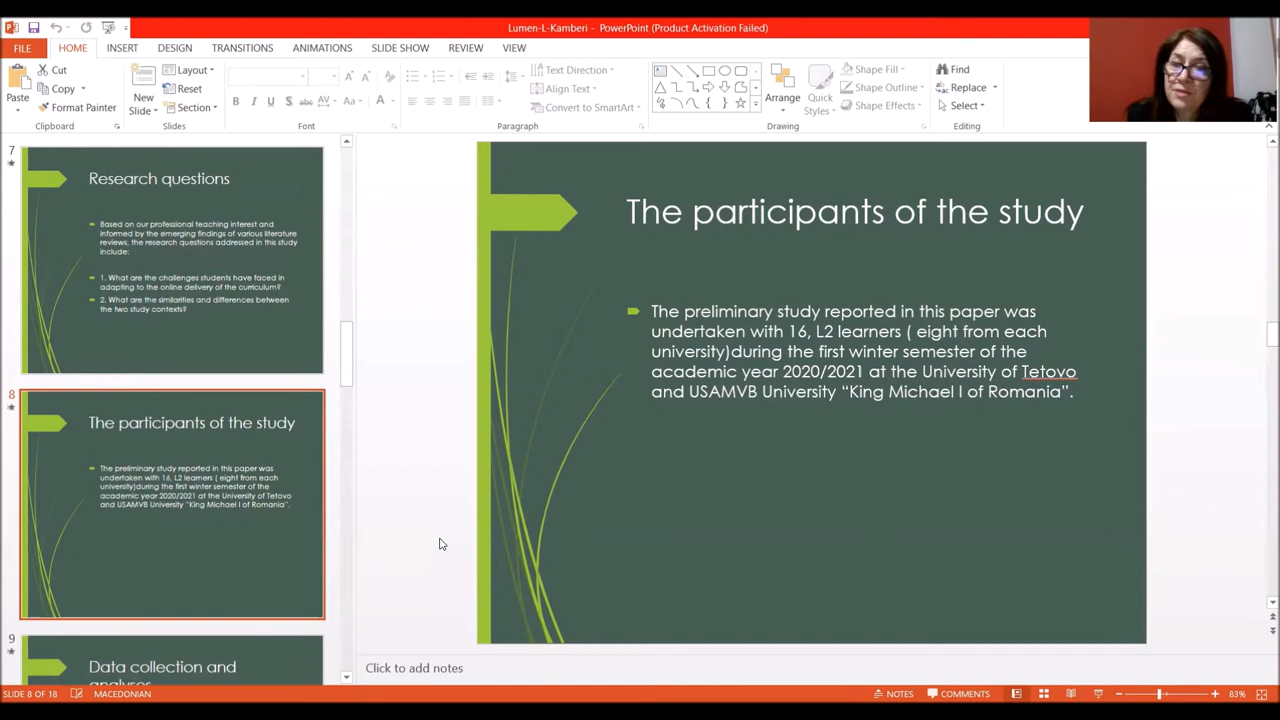 Lumen-L-Kamberi - PowerPoint (Product Activation Failed)
FILE HOME INSERT DESIGN TRANSITIONS ANIMATIONS SLIDE SHOW REVIEW VIEW
Paste
Cut
Copy
Format Painter
Clipboard
New
Slide
Layout
Reset
Section
Slides
B I U S abc AV Aa A
Font
Text Direction
Align Text
Convert to SmartArt
Paragraph
Arrange
Quick
Styles
Shape Fill
Shape Outline
Shape Effects
Drawing
Find
Replace
Select
Editing
7
Research questions
Based on our professional teaching interest and
informed by the emerging findings of various literature
reviews, the research questions addressed in this study
include:
1. What are the challenges students have faced in
adapting to the online delivery of the curriculum?
2. What are the similarities and differences between
the two study contexts?
8
The participants of the study
The preliminary study reported in this paper was
undertaken with 16, L2 learners ( eight from each
university)during the first winter semester of the
academic year 2020/2021 at the University of Tetovo
and USAMVB University “King Michael I of Romania”.
9
Data collection and
analyses
The participants of the study
The preliminary study reported in this paper was
undertaken with 16, L2 learners ( eight from each
university)during the first winter semester of the
academic year 2020/2021 at the University of Tetovo
and USAMVB University “King Michael I of Romania”.
Click to add notes
SLIDE 8 OF 18 MACEDONIAN NOTES COMMENTS 83%